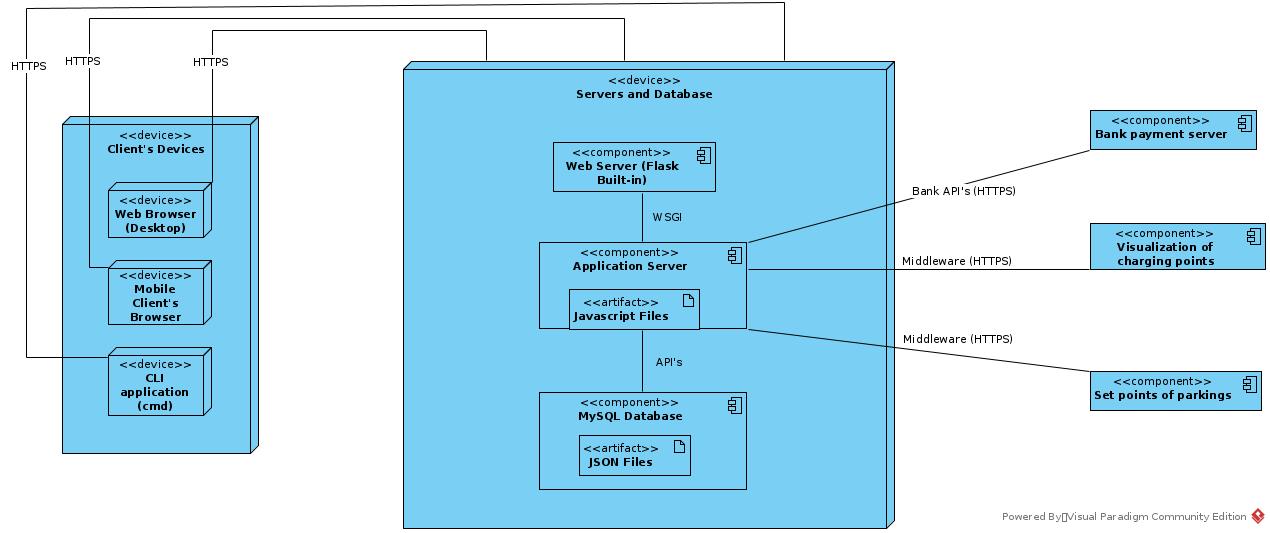 HTTPS
HTTPS
HTTPS
<<device>>
Client's Devices
<<device>>
Web Browser
(Desktop)
<<device>>
Mobile
Client's
Browser
<<device>>
CLI
application
(cmd)
<<device>>
Servers and Database
<<component>>
Web Server (Flask
Built-in)
WSGI
<<component>>
Application Server
<<artifact>>
Javascript Files
API's
<<component>>
MySQL Database
<<artifact>>
JSON Files
Bank API's (HTTPS)
Middleware (HTTPS)
Middleware (HTTPS)
<<component>>
Bank payment server
<<component>>
Visualization of
charging points
<<component>>
Set points of parkings
Powered By▯Visual Paradigm Community Edition